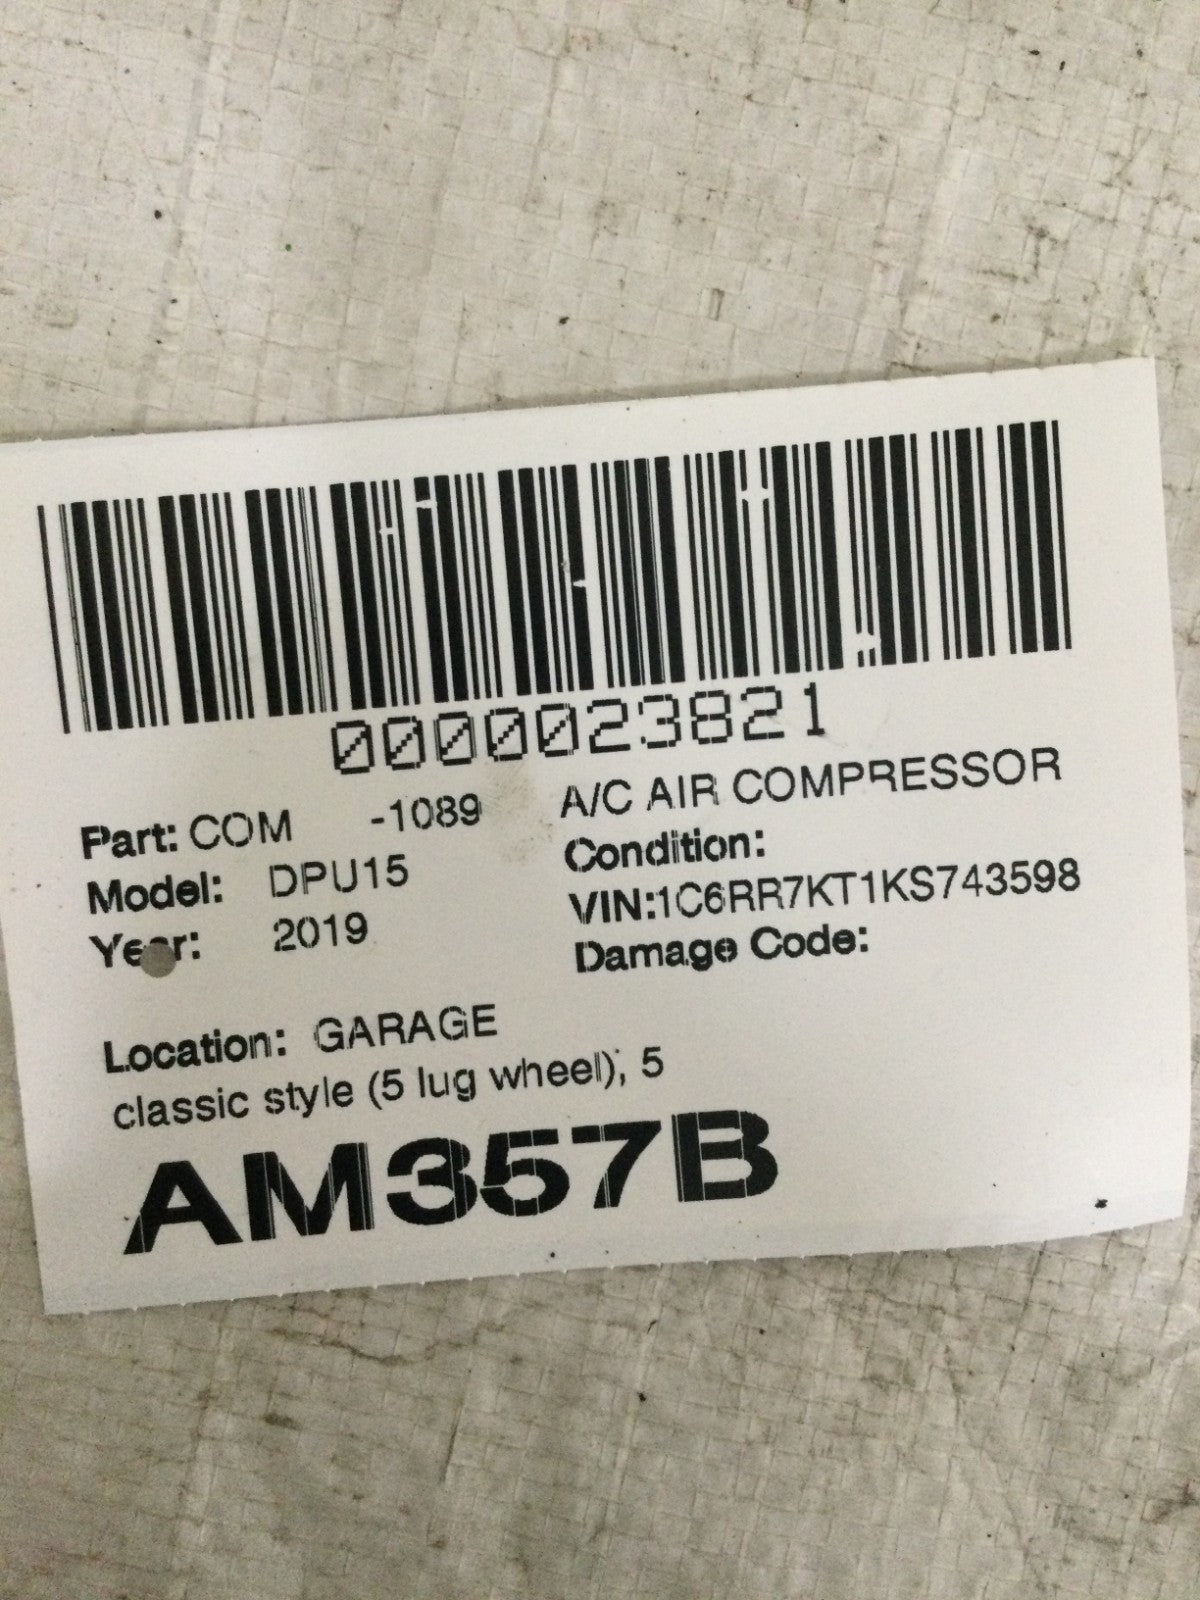 0000023821
Part: COM -1089 A/C AIR COMPRESSOR
Model: DPU15 Condition:
Year: 2019 VIN:1C6RR7KT1KS743598
Damage Code:
Location: GARAGE
classic style (5 lug wheel), 5
AM357B